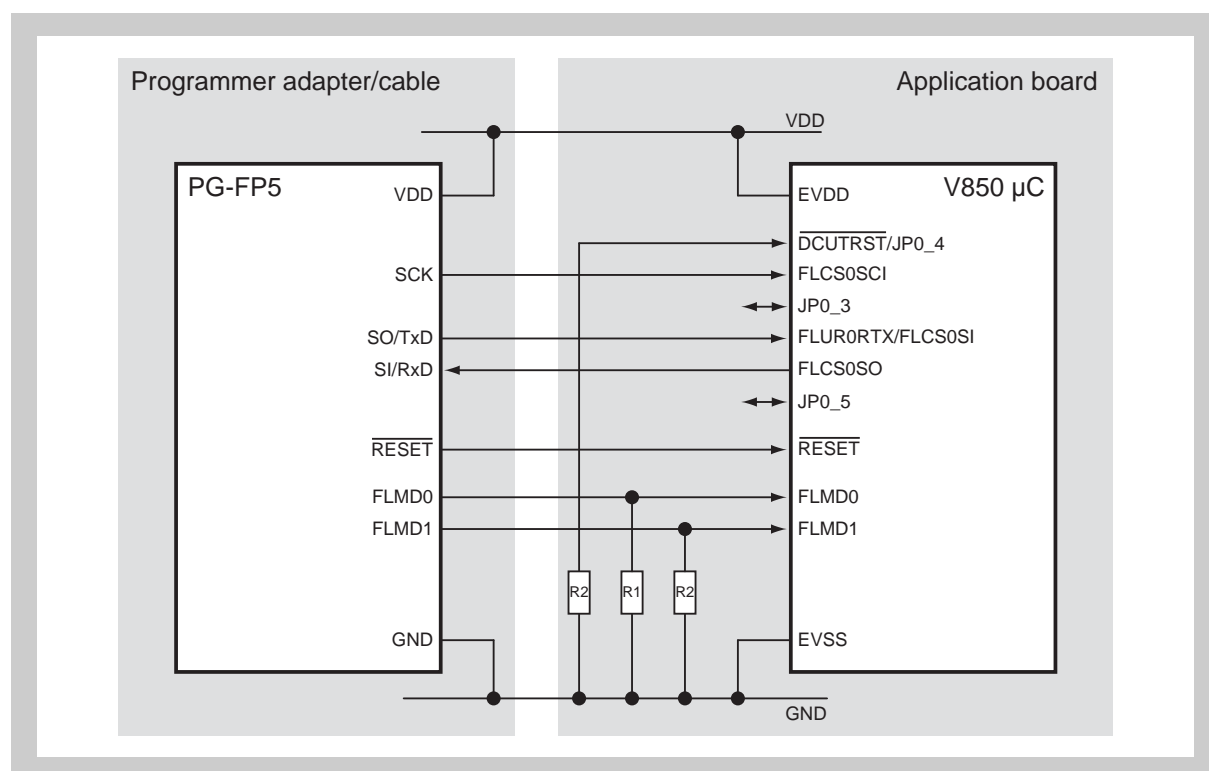 Programmer adapter/cable
Application board
VDD
PG-FP5
VDD
SCK
SO/TxD
SI/RxD
RESET
FLMD0
FLMD1
GND
V850 µC
EVDD
DCUTRST/JP0_4
FLCS0SCI
JP0_3
FLUR0RTX/FLCS0SI
FLCS0SO
JP0_5
RESET
FLMD0
FLMD1
EVSS
R2
R1
R2
GND